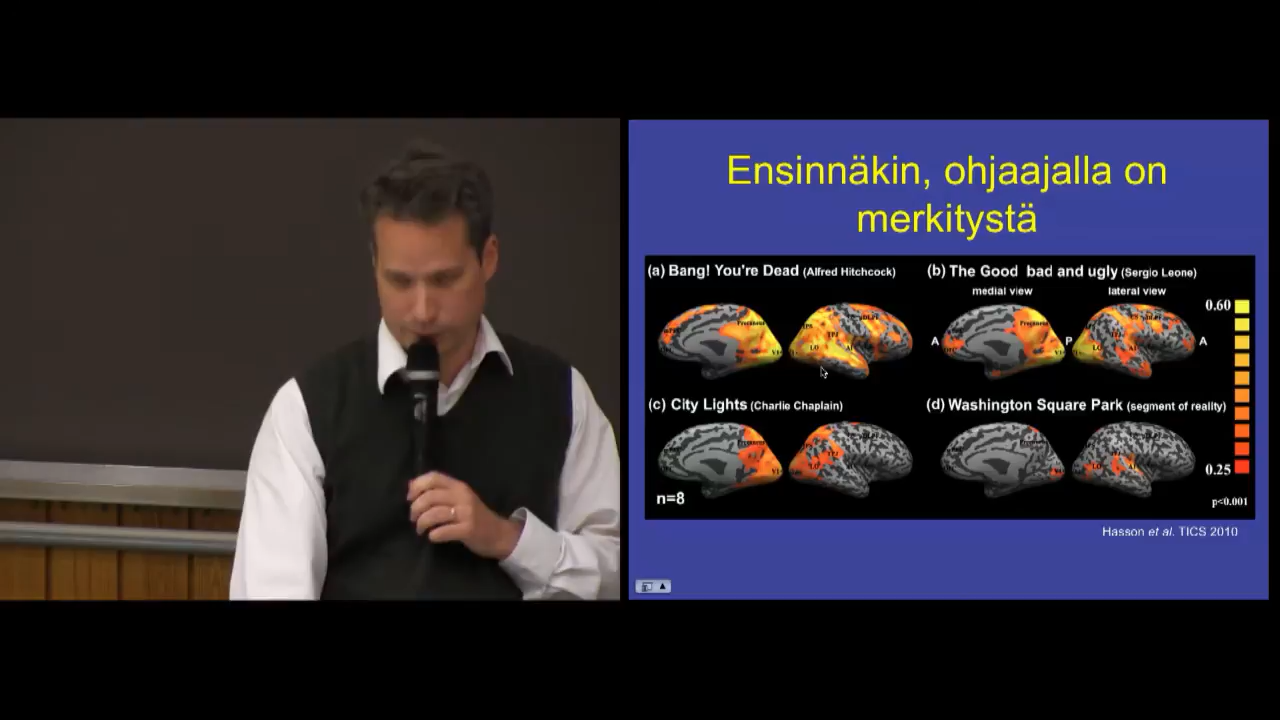 Ensinnäkin, ohjaajalla on
merkitystä
(a) Bang! You're Dead (Alfred Hitchcock)
(b) The Good bad and ugly (Sergio Leone)
medial view
lateral view
0.60
A
P
A
(c) City Lights (Charlie Chaplain)
(d) Washington Square Park (segment of reality)
0.25
n=8
p<0.001
Hasson et al. TICS 2010